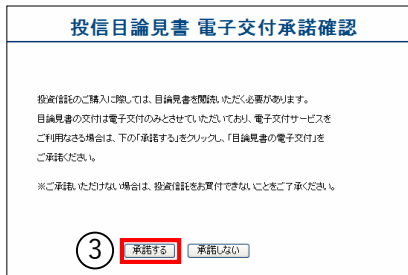 投信目論見書 電子交付承諾確認
投資信託のご購入に際しては、目論見書を閲読いただく必要があります。
目論見書の交付は電子交付のみとさせていただいており、電子交付サービスを
ご利用なさる場合は、下の「承諾する」をクリックし、「目論見書の電子交付」を
ご承諾ください。
※ご承諾いただけない場合は、投資信託をお買付できないことをご了承ください。
③ 承諾する 承諾しない